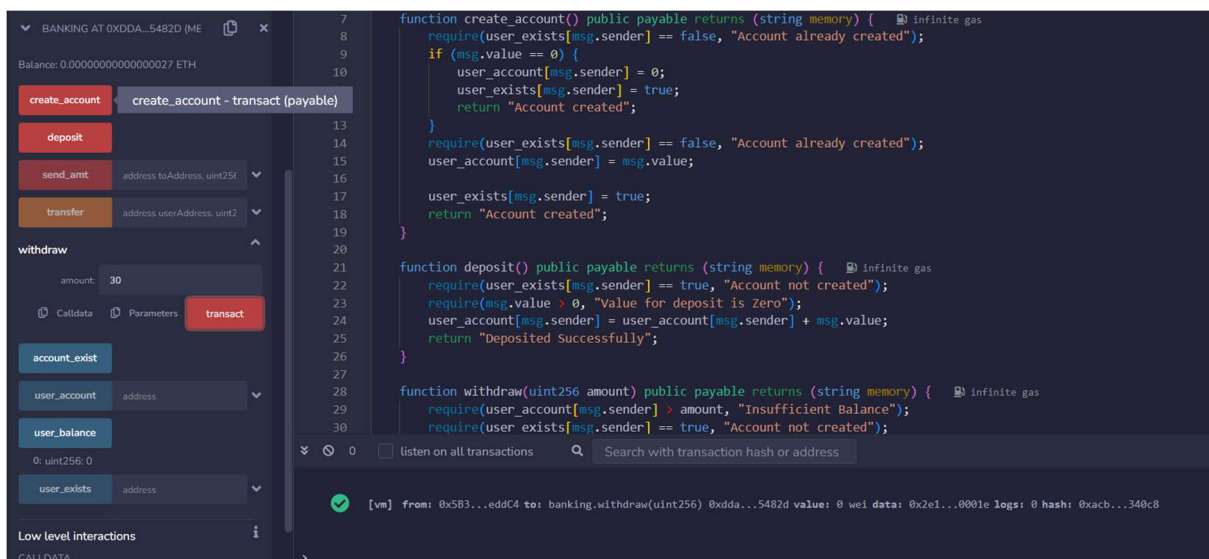 BANKING AT 0XDDA...5482D (ME
Balance: 0.00000000000000027 ETH
create_account
create_account - transact (payable)
deposit
send_amt address toAddress, uint256
transfer address userAddress, uint2
withdraw
amount: 30
Calldata Parameters transact
account_exist
user_account address
user_balance
0: uint256: 0
user_exists address
Low level interactions
i
CALLDATA
7 function create_account() public payable returns (string memory) { infinite gas
8 require(user_exists[msg.sender] == false, "Account already created");
9 if (msg.value == 0) {
10 user_account[msg.sender] = 0;
user_exists[msg.sender] = true;
return "Account created";
13 }
14 require(user_exists[msg.sender] == false, "Account already created");
15 user_account[msg.sender] = msg.value;
16
17 user_exists[msg.sender] = true;
18 return "Account created";
19 }
20
21 function deposit() public payable returns (string memory) { infinite gas
22 require(user_exists[msg.sender] == true, "Account not created");
23 require(msg.value > 0, "Value for deposit is Zero");
24 user_account[msg.sender] = user_account[msg.sender] + msg.value;
25 return "Deposited Successfully";
26 }
27
28 function withdraw(uint256 amount) public payable returns (string memory) { infinite gas
29 require(user_account[msg.sender] > amount, "Insufficient Balance");
30 require(user_exists[msg.sender] == true, "Account not created");
0 listen on all transactions Search with transaction hash or address
[vm] from: 0x5B3...eddC4 to: banking.withdraw(uint256) 0xdda...5482d value: 0 wei data: 0x2e1...0001e logs: 0 hash: 0xacb...340c8
>